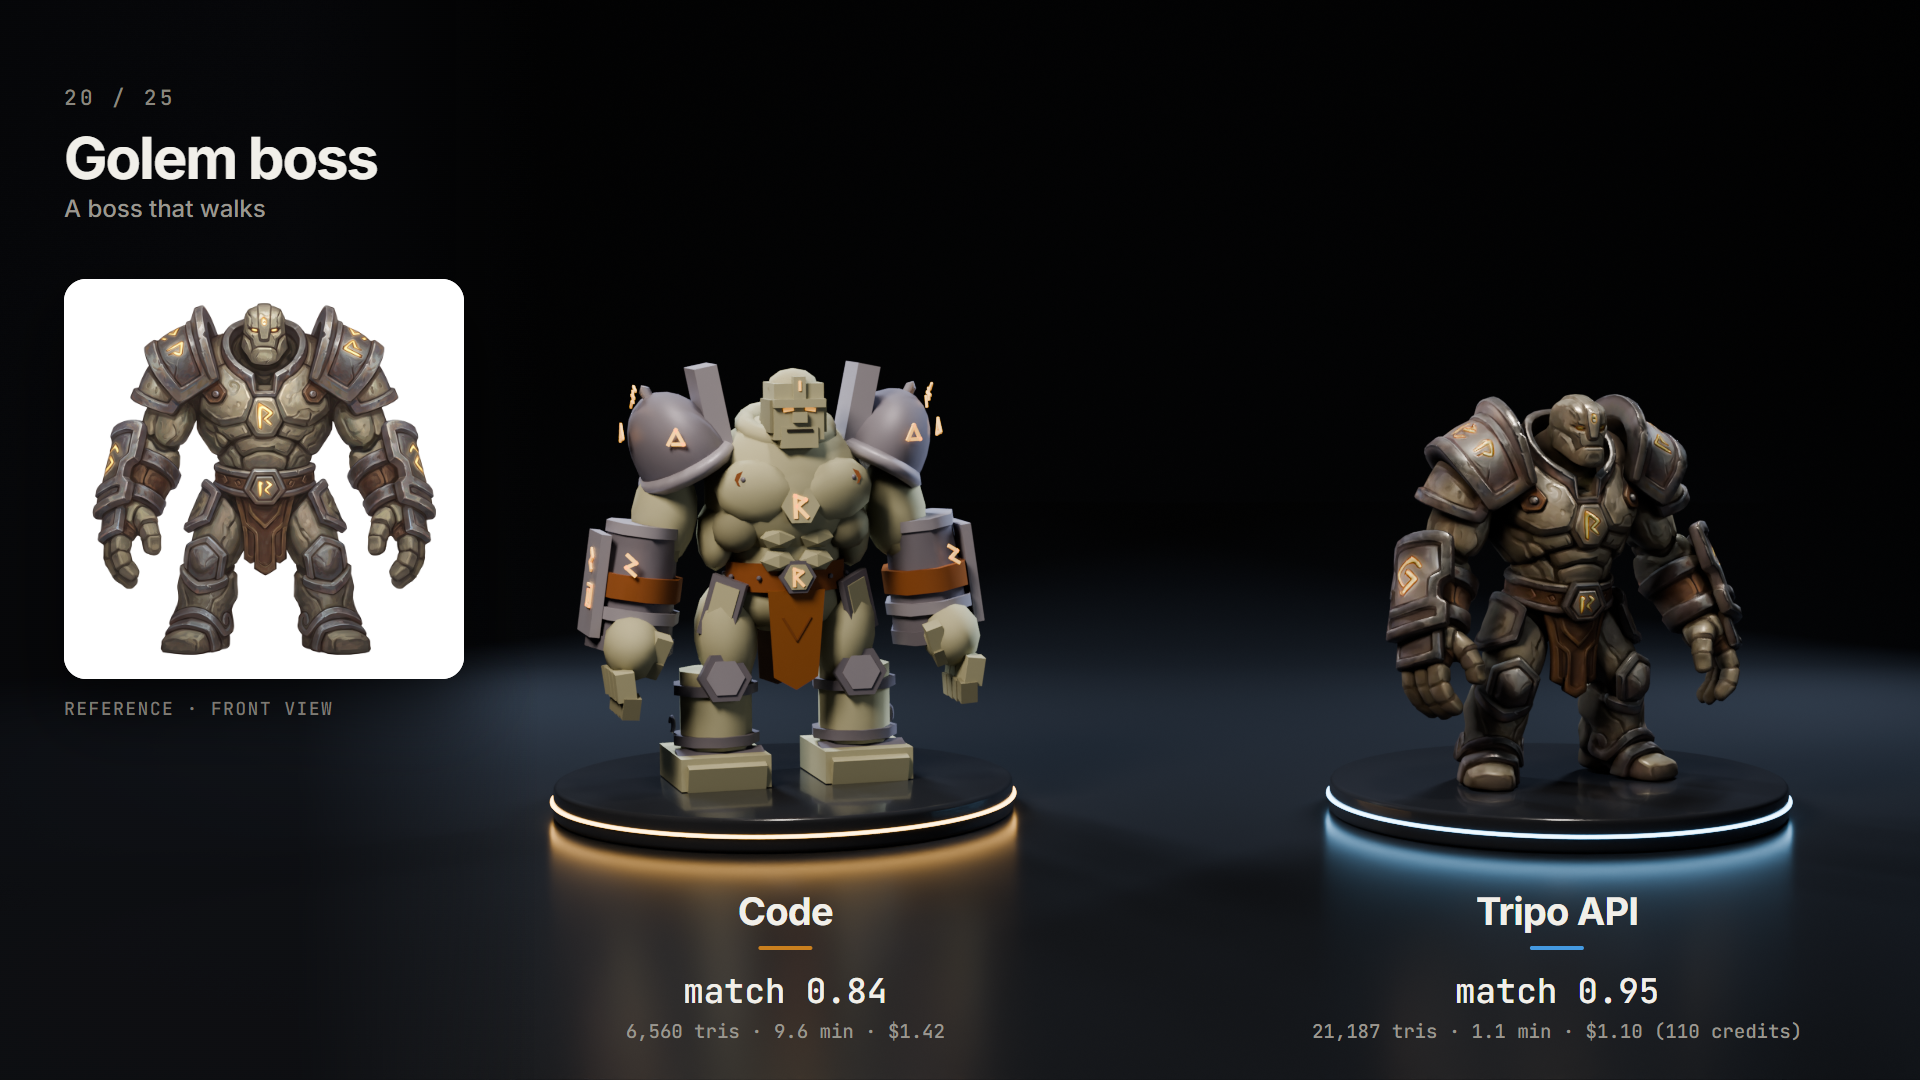 20 / 25
Golem boss
A boss that walks
REFERENCE · FRONT VIEW
Code
match 0.84
6,560 tris · 9.6 min · $1.42
Tripo API
match 0.95
21,187 tris · 1.1 min · $1.10 (110 credits)